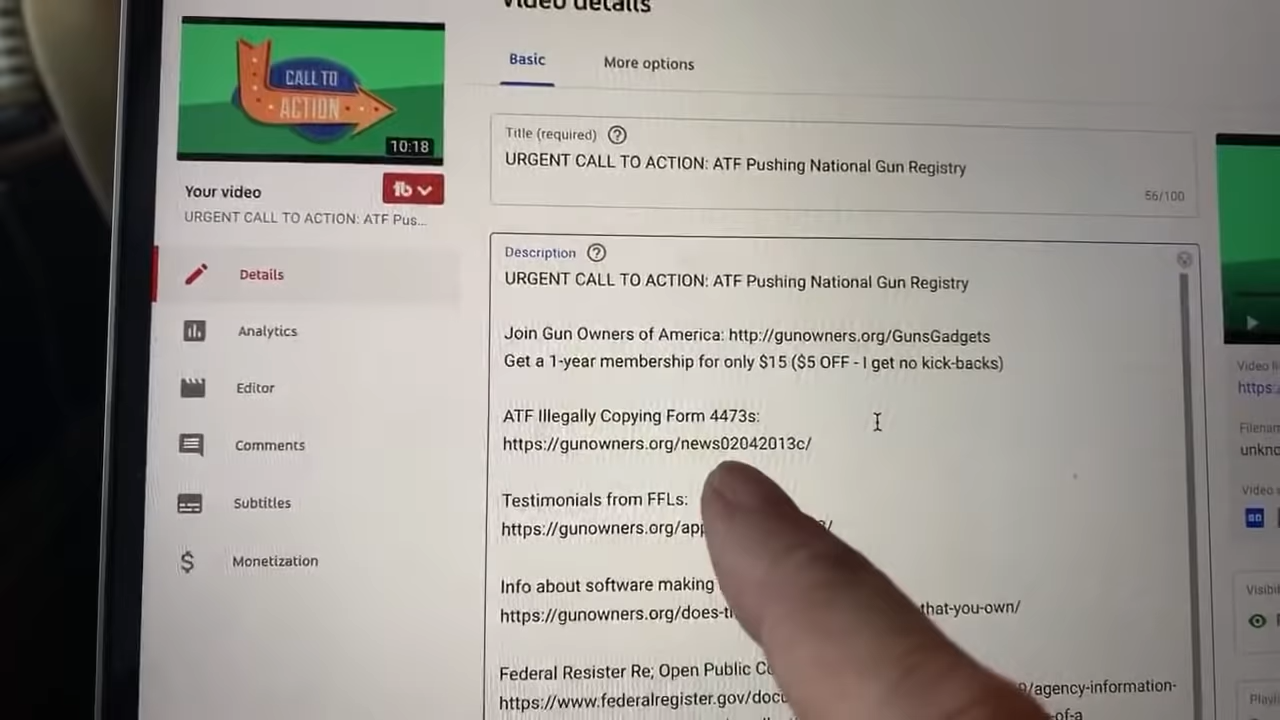 Video details
Basic
More options
CALL TO
ACTION
10:18
Your video
URGENT CALL TO ACTION: ATF Pus...
Details
Analytics
Editor
Comments
Subtitles
Monetization
Title (required)
URGENT CALL TO ACTION: ATF Pushing National Gun Registry
56/100
Description
URGENT CALL TO ACTION: ATF Pushing National Gun Registry
Join Gun Owners of America: http://gunowners.org/GunsGadgets
Get a 1-year membership for only $15 ($5 OFF - I get no kick-backs)
ATF Illegally Copying Form 4473s:
https://gunowners.org/news02042013c/
Testimonials from FFLs:
https://gunowners.org/app
Info about software making
https://gunowners.org/does-t that-you-own/
Federal Resister Re; Open Public Co
https://www.federalregister.gov/docu /agency-information-
of-a
Video li
https:
Filenam
unkno
Video
Visibi
Playli